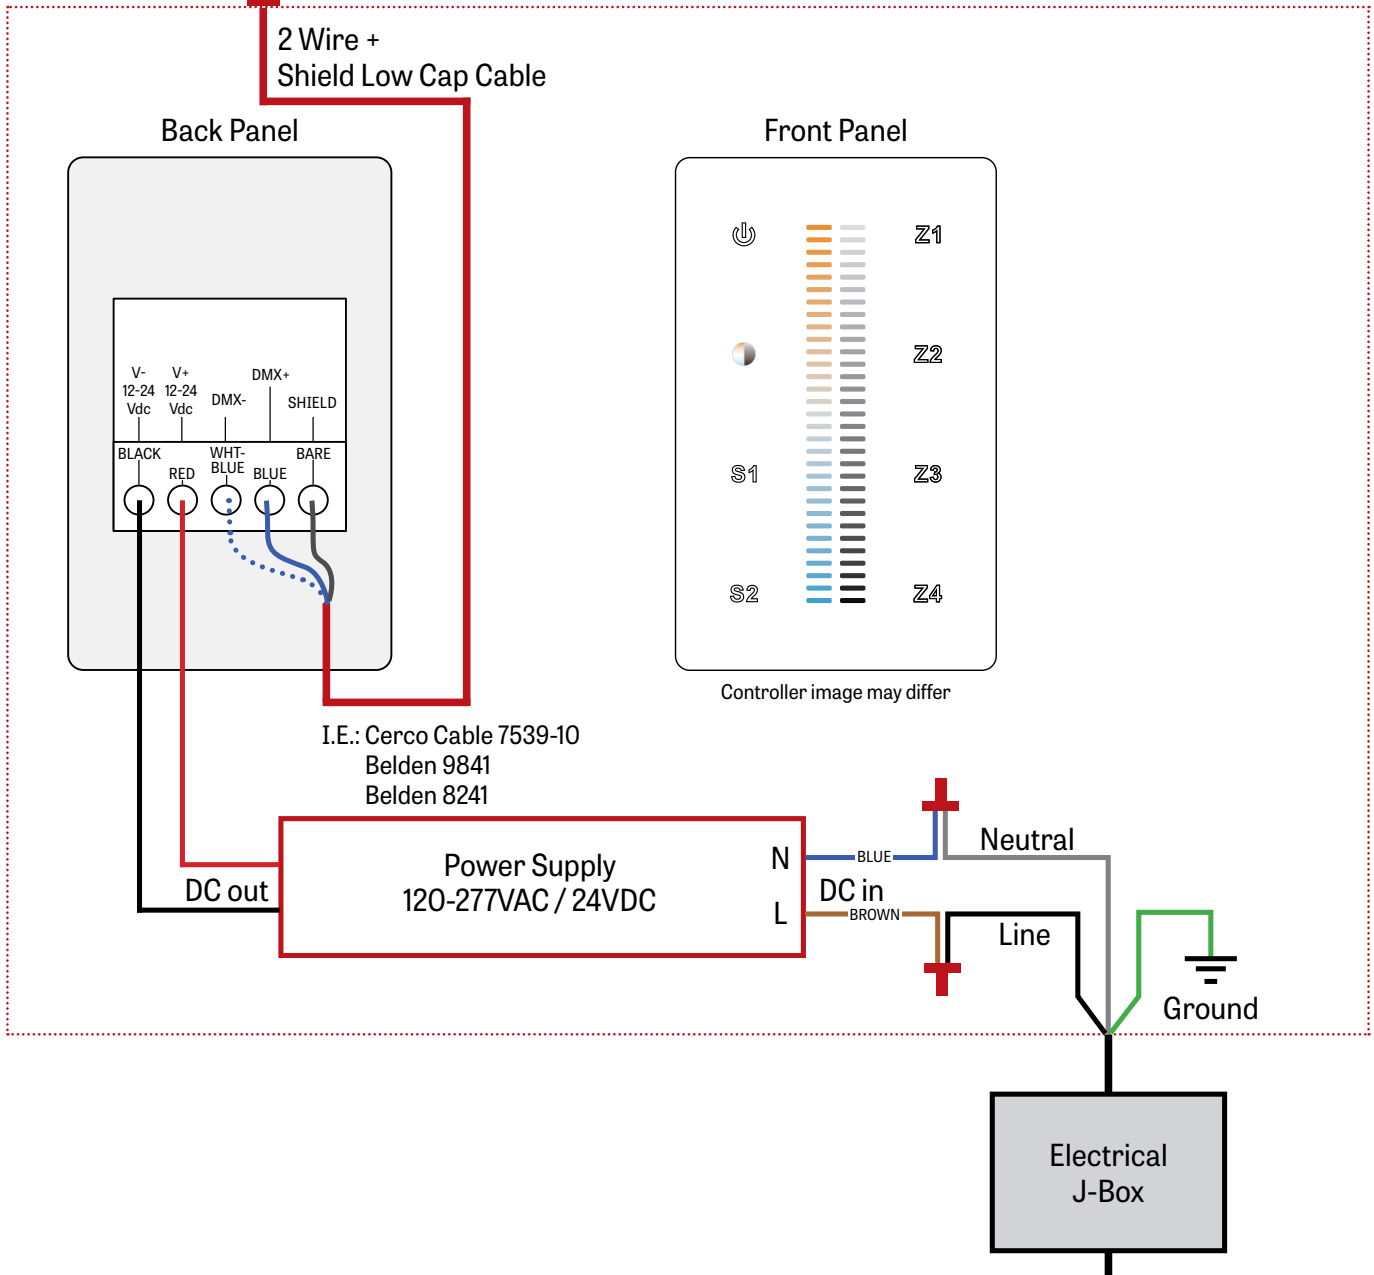 2 Wire +
Shield Low Cap Cable
Back Panel
Front Panel
V-
12-24
Vdc
V+
12-24
Vdc
DMX-
DMX+
SHIELD
BLACK
RED
WHT-
BLUE
BLUE
BARE
Z1
Z2
S1
Z3
S2
Z4
Controller image may differ
I.E.: Cerco Cable 7539-10
Belden 9841
Belden 8241
DC out
Power Supply
120-277VAC / 24VDC
N
L
BLUE
DC in
BROWN
Neutral
Line
Ground
Electrical
J-Box